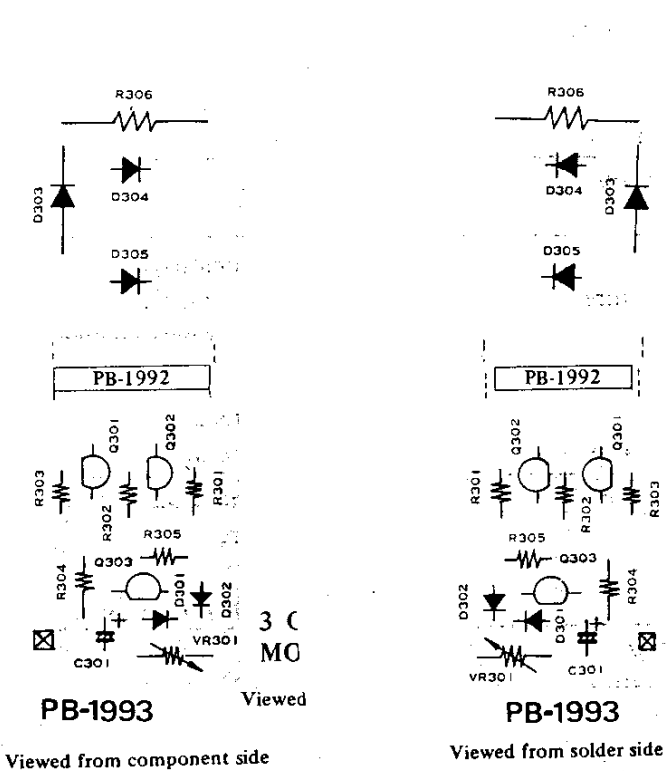 R306
D303
D304
D305
PB-1992
Q301
Q302
R303
R302
R301
R305
Q303
R304
D301
D302
C301
VR301
PB-1993
Viewed from component side
3 C
MO
Viewed
R306
D304
D303
D305
PB-1992
Q302
Q301
R301
R302
R303
R305
Q303
D302
R304
D301
VR301
C301
PB-1993
Viewed from solder side